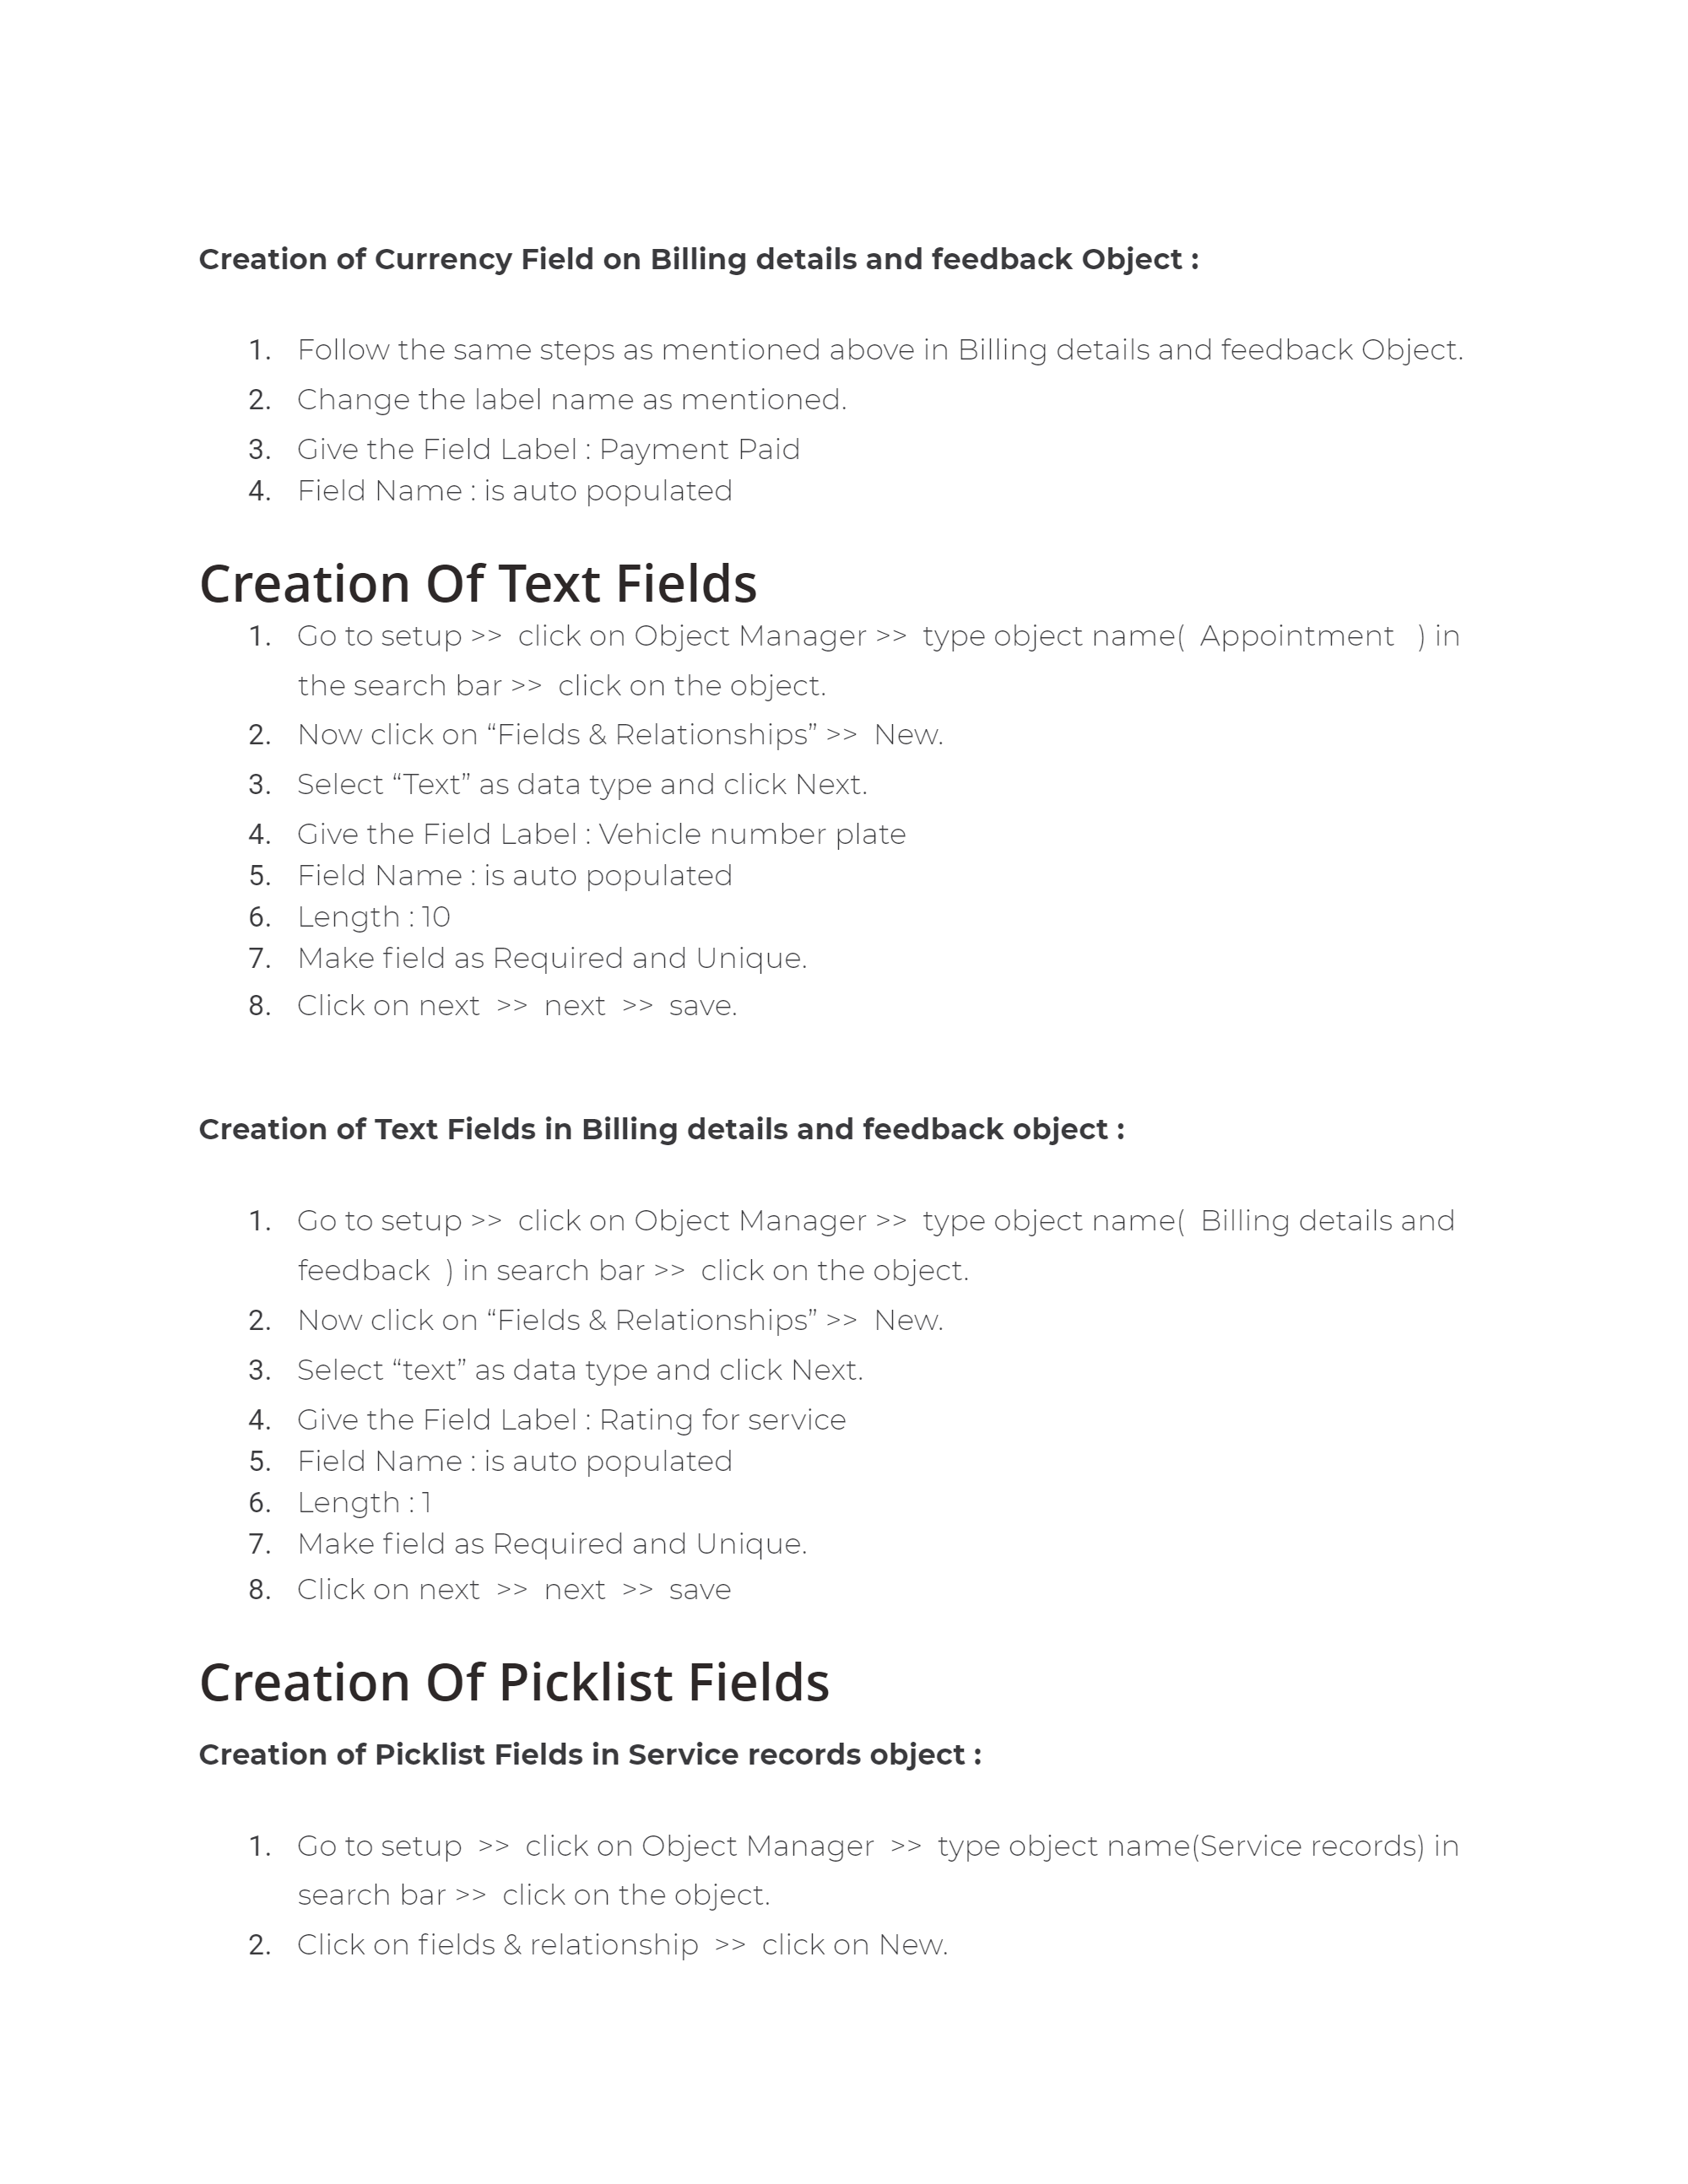 Creation of Currency Field on Billing details and feedback Object :
1. Follow the same steps as mentioned above in Billing details and feedback Object.
2. Change the label name as mentioned.
3. Give the Field Label : Payment Paid
4. Field Name : is auto populated
Creation Of Text Fields
1. Go to setup >> click on Object Manager >> type object name( Appointment ) in
the search bar >> click on the object.
2. Now click on “Fields & Relationships” >> New.
3. Select “Text” as data type and click Next.
4. Give the Field Label : Vehicle number plate
5. Field Name : is auto populated
6. Length : 10
7. Make field as Required and Unique.
8. Click on next >> next >> save.
Creation of Text Fields in Billing details and feedback object :
1. Go to setup >> click on Object Manager >> type object name( Billing details and
feedback ) in search bar >> click on the object.
2. Now click on “Fields & Relationships” >> New.
3. Select “text” as data type and click Next.
4. Give the Field Label : Rating for service
5. Field Name : is auto populated
6. Length : 1
7. Make field as Required and Unique.
8. Click on next >> next >> save
Creation Of Picklist Fields
Creation of Picklist Fields in Service records object :
1. Go to setup >> click on Object Manager >> type object name(Service records) in
search bar >> click on the object.
2. Click on fields & relationship >> click on New.